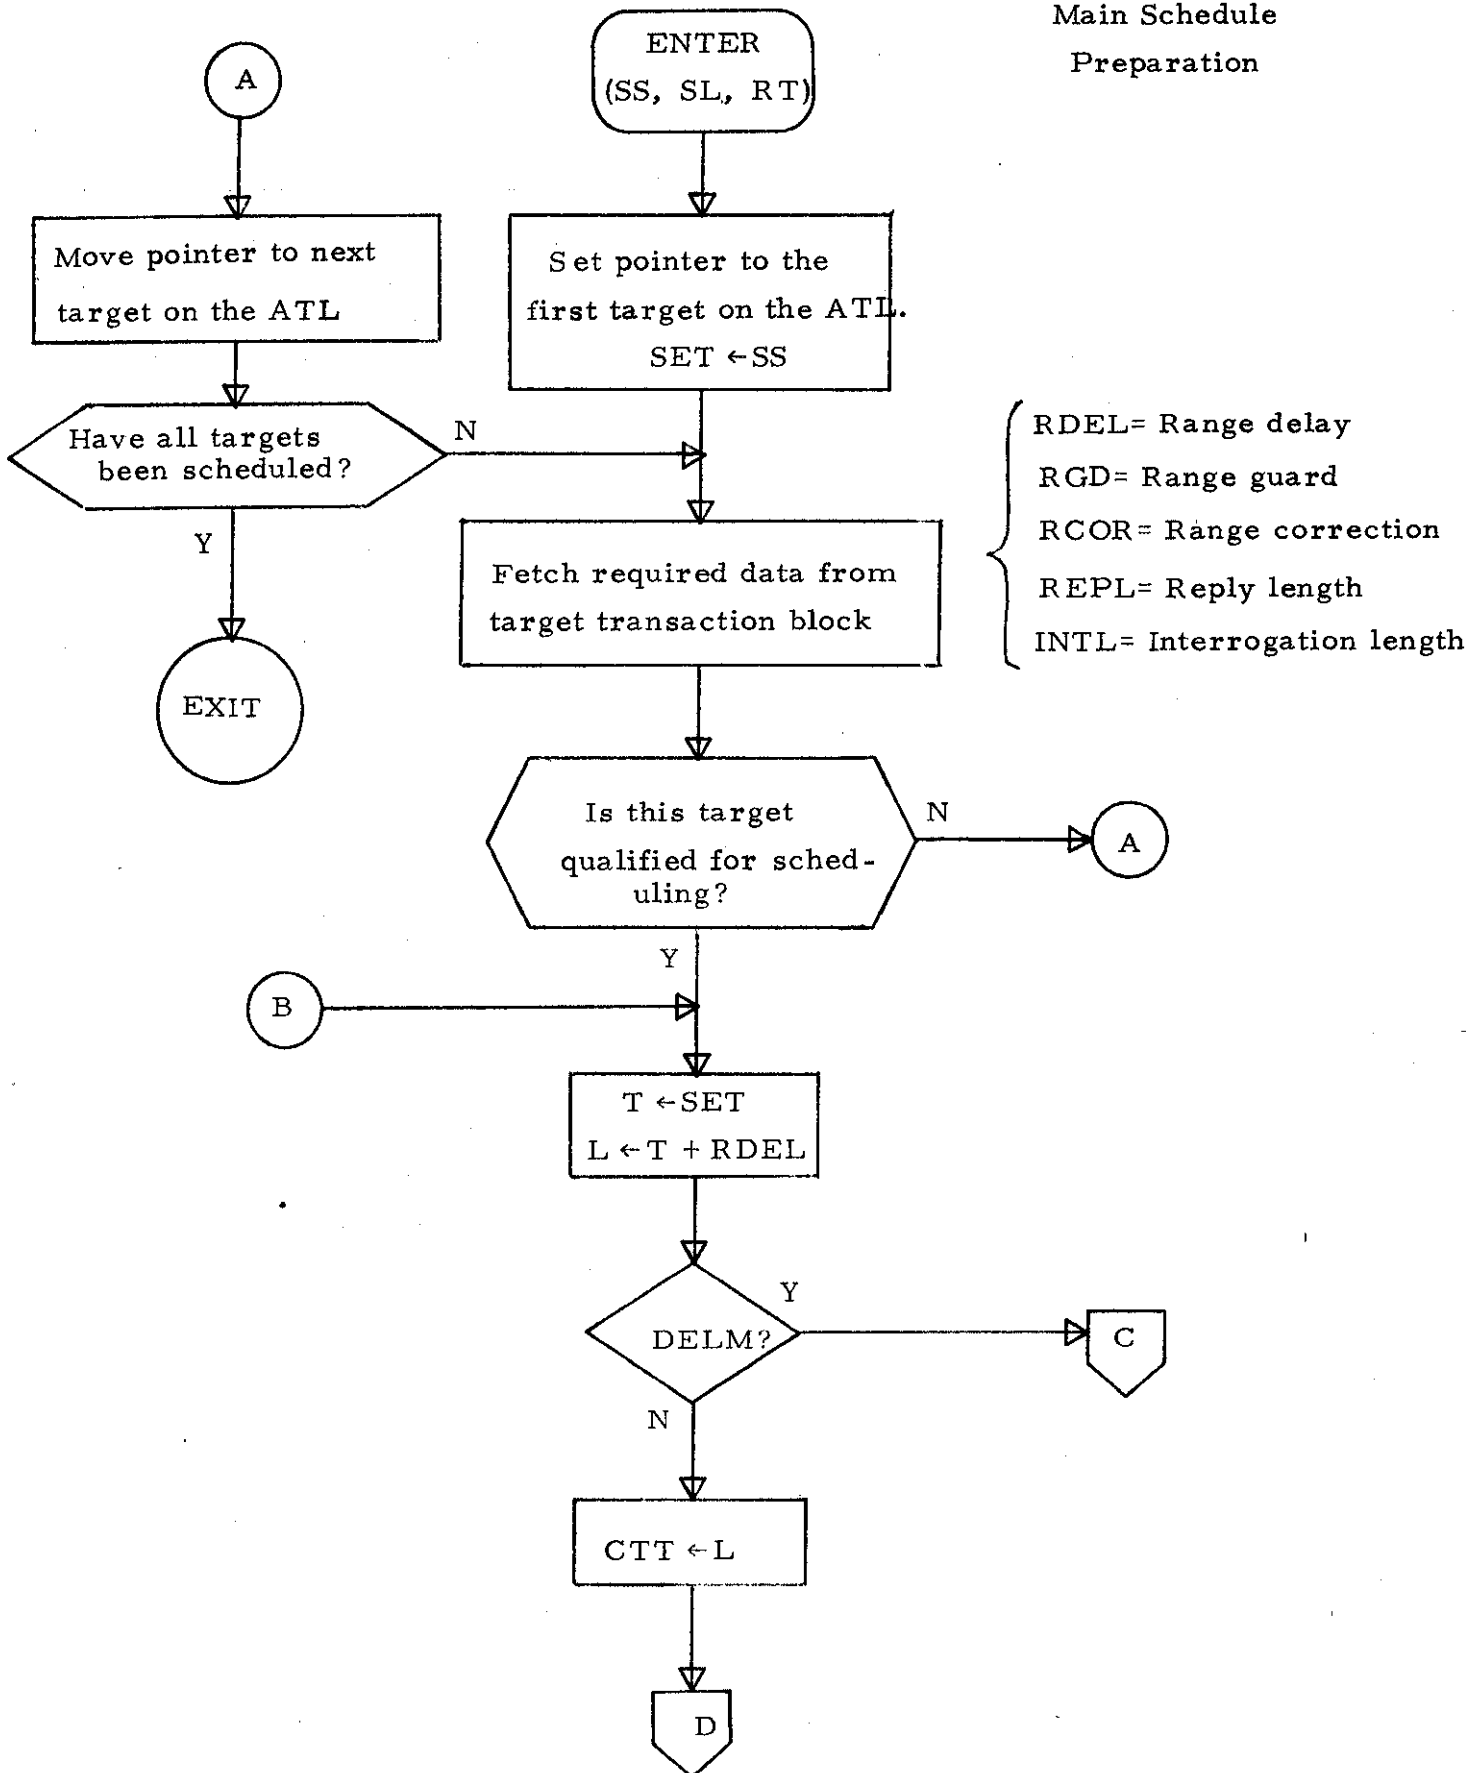 Main Schedule
Preparation
A
ENTER
(SS, SL, RT)
Move pointer to next
target on the ATL
Set pointer to the
first target on the ATL.
SET ←SS
Have all targets
been scheduled?
N
Y
EXIT
Fetch required data from
target transaction block
RDEL= Range delay
RGD= Range guard
RCOR= Range correction
REPL= Reply length
INTL= Interrogation length
Is this target
qualified for sched-
uling?
N
A
Y
B
T ←SET
L ←T + RDEL
DELM?
Y
C
N
CTT ←L
D